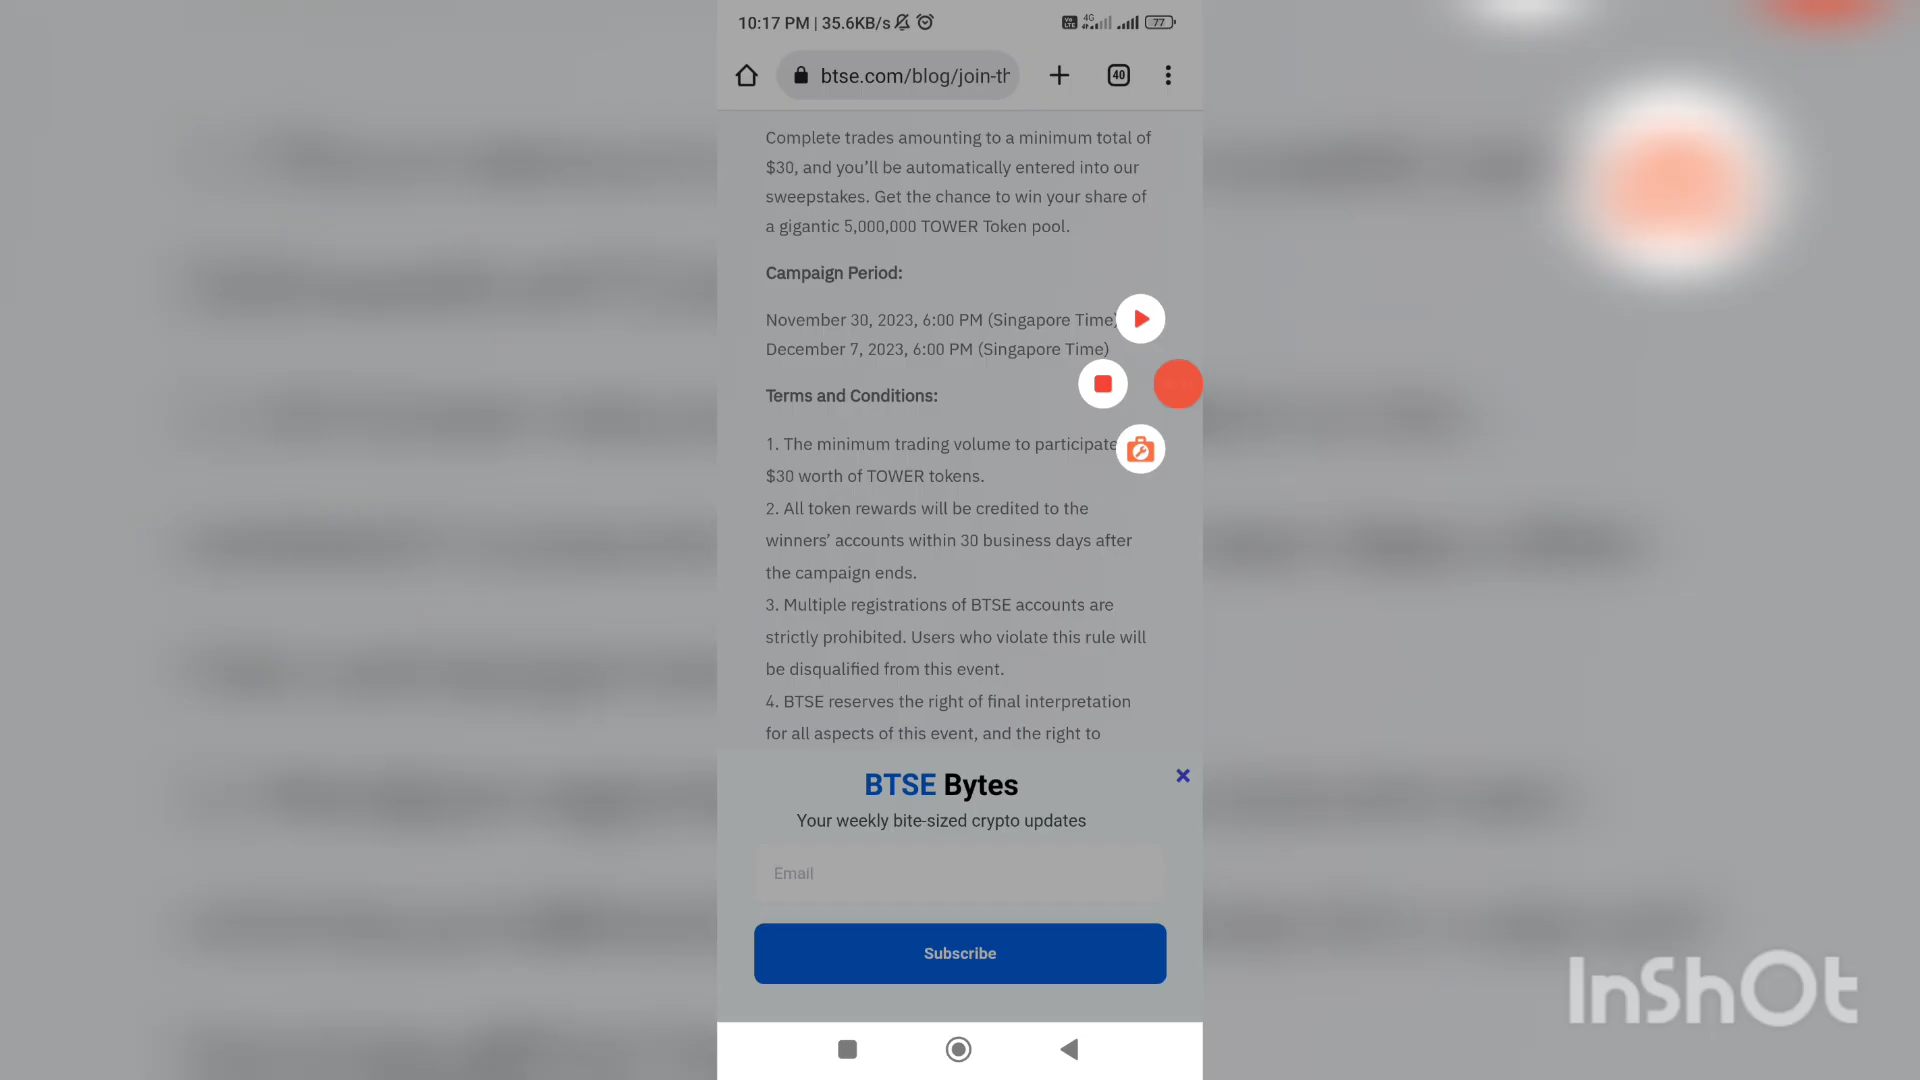 10:17 PM | 35.6KB/s
Vo LTE 4G 77
btse.com/blog/join-th
40
Complete trades amounting to a minimum total of
$30, and you’ll be automatically entered into our
sweepstakes. Get the chance to win your share of
a gigantic 5,000,000 TOWER Token pool.
Campaign Period:
November 30, 2023, 6:00 PM (Singapore Time)
December 7, 2023, 6:00 PM (Singapore Time)
Terms and Conditions:
1. The minimum trading volume to participate
$30 worth of TOWER tokens.
2. All token rewards will be credited to the
winners’ accounts within 30 business days after
the campaign ends.
3. Multiple registrations of BTSE accounts are
strictly prohibited. Users who violate this rule will
be disqualified from this event.
4. BTSE reserves the right of final interpretation
for all aspects of this event, and the right to
BTSE Bytes
Your weekly bite-sized crypto updates
Email
Subscribe
InShOt